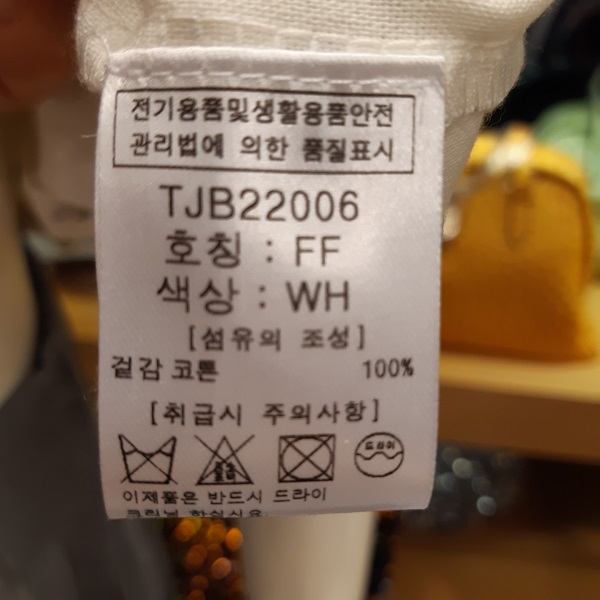 전기용품및생활용품안전
관리법에 의한 품질표시
TJB22006
호칭 : FF
색상 : WH
[섬유의 조성]
겉감 코튼 100%
[취급시 주의사항]
드라이
이제품은 반드시 드라이